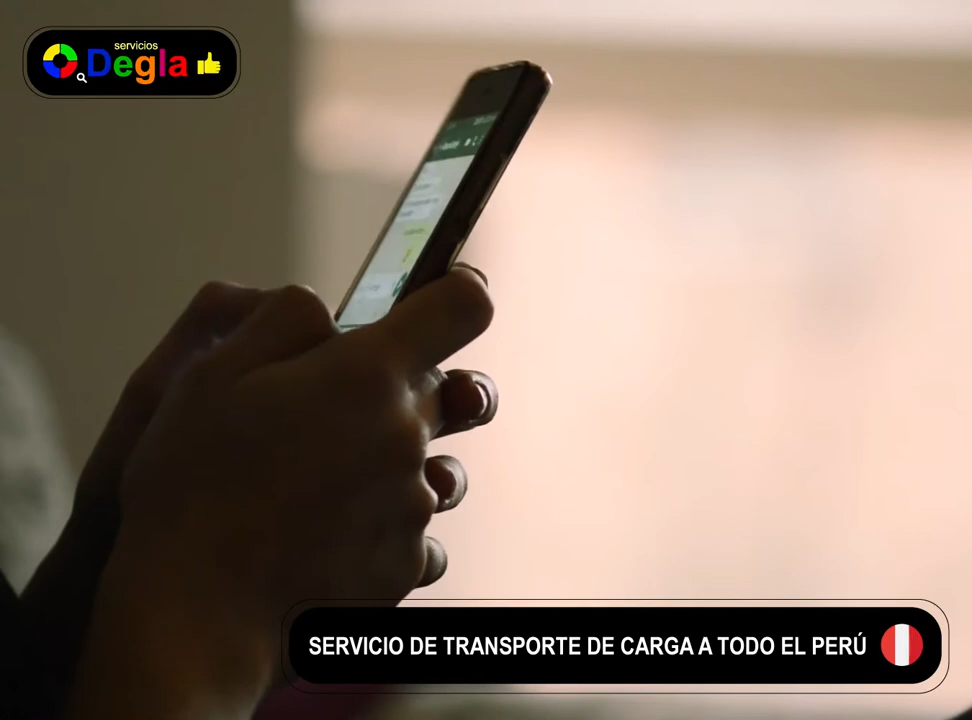 servicios
Degla
SERVICIO DE TRANSPORTE DE CARGA A TODO EL PERÚ